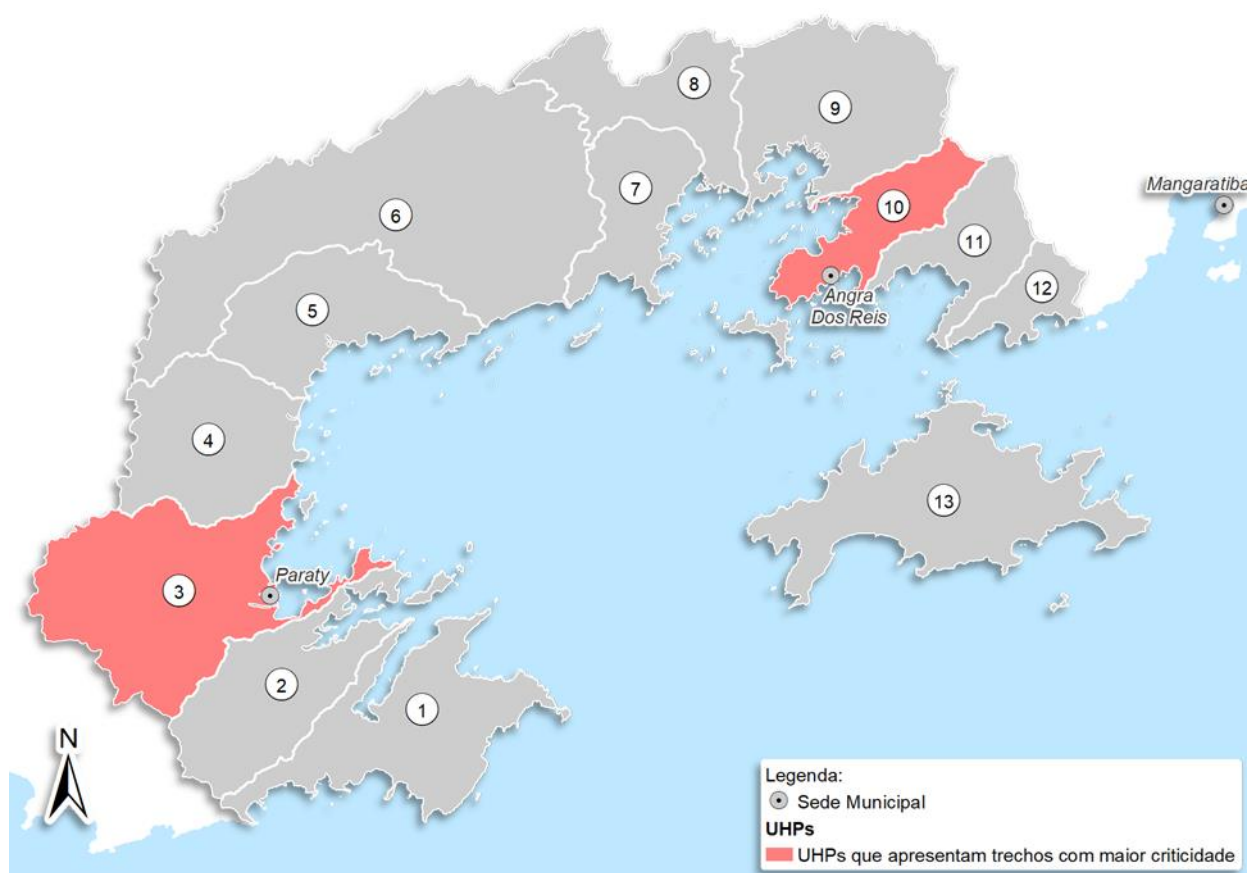 8
9
Mangaratiba
7
10
6
11
Angra
Dos Reis
12
5
4
13
Paraty
3
2
1
N
Legenda:
Sede Municipal
UHPs
UHPs que apresentam trechos com maior criticidade